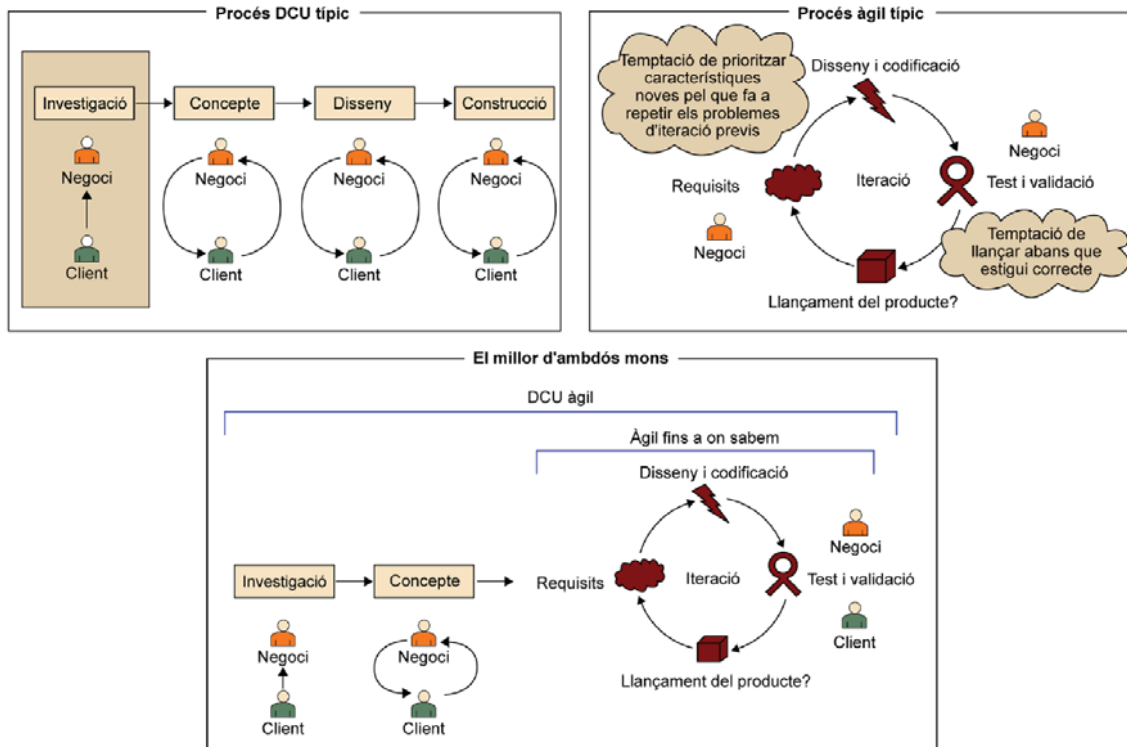 Procés DCU típic
Investigació
Concepte
Disseny
Construcció
Negoci
Negoci
Negoci
Negoci
Client
Client
Client
Client
Procés àgil típic
Temptació de prioritzar
característiques
noves pel que fa a
repetir els problemes
d'iteració previs
Disseny i codificació
Negoci
Requisits
Iteració
Test i validació
Negoci
Temptació de
llançar abans que
estigui correcte
Llançament del producte?
El millor d'ambdós mons
DCU àgil
Àgil fins a on sabem
Disseny i codificació
Negoci
Investigació
Concepte
Requisits
Iteració
Test i validació
Negoci
Negoci
Client
Llançament del producte?
Client
Client